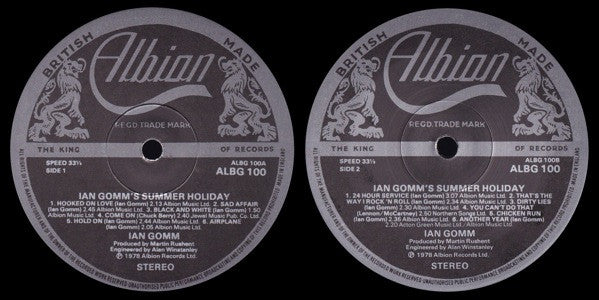 BRITISH MADE
Albion
REGD. TRADE MARK
THE KING OF RECORDS
SPEED 33⅓ ALBG 100A
SIDE 1 ALBG 100
IAN GOMM'S SUMMER HOLIDAY
1. HOOKED ON LOVE (Ian Gomm) 2.13 Albion Music Ltd. 2. SAD AFFAIR
(Ian Gomm) 2.45 Albion Music Ltd. 3. BLACK AND WHITE (Ian Gomm) 1.50
Albion Music Ltd. 4. COME ON (Chuck Berry) 2.40 Jewel Music Pub. Co. Ltd.
5. HOLD ON (Ian Gomm) 2.46 Albion Music Ltd. 6. AIRPLANE
(Ian Gomm) 2.05 Albion Music Ltd.
IAN GOMM
Produced by Martin Rushent
Engineered by Alan Winstanley
℗ 1978 Albion Records Ltd.
STEREO
BRITISH MADE
Albion
REGD. TRADE MARK
THE KING OF RECORDS
SPEED 33⅓ ALBG 100B
SIDE 2 ALBG 100
IAN GOMM'S SUMMER HOLIDAY
1. 24 HOUR SERVICE (Ian Gomm) 3.07 Albion Music Ltd. 2. THAT'S THE
WAY I ROCK 'N ROLL (Ian Gomm) 2.34 Albion Music Ltd. 3. DIRTY LIES
(Ian Gomm) Albion Music Ltd. 4. YOU CAN'T DO THAT
(Lennon/McCartney) 2.50 Northern Songs Ltd. 5. CHICKEN RUN
(Ian Gomm) Albion Music Ltd. 6. ANOTHER YEAR (Ian Gomm)
2.20 Acton Green Music Ltd./Albion Music Ltd.
IAN GOMM
Produced by Martin Rushent
Engineered by Alan Winstanley
℗ 1978 Albion Records Ltd.
STEREO